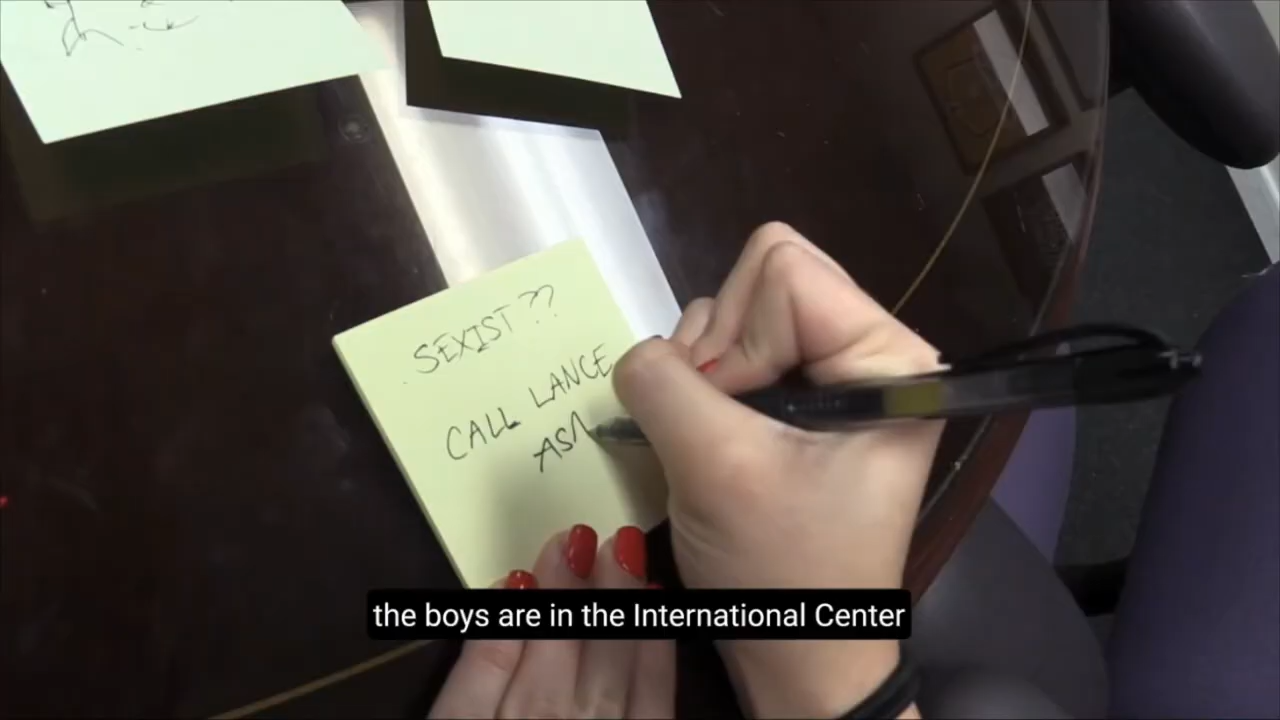 SEXIST ??
CALL LANCE
the boys are in the International Center